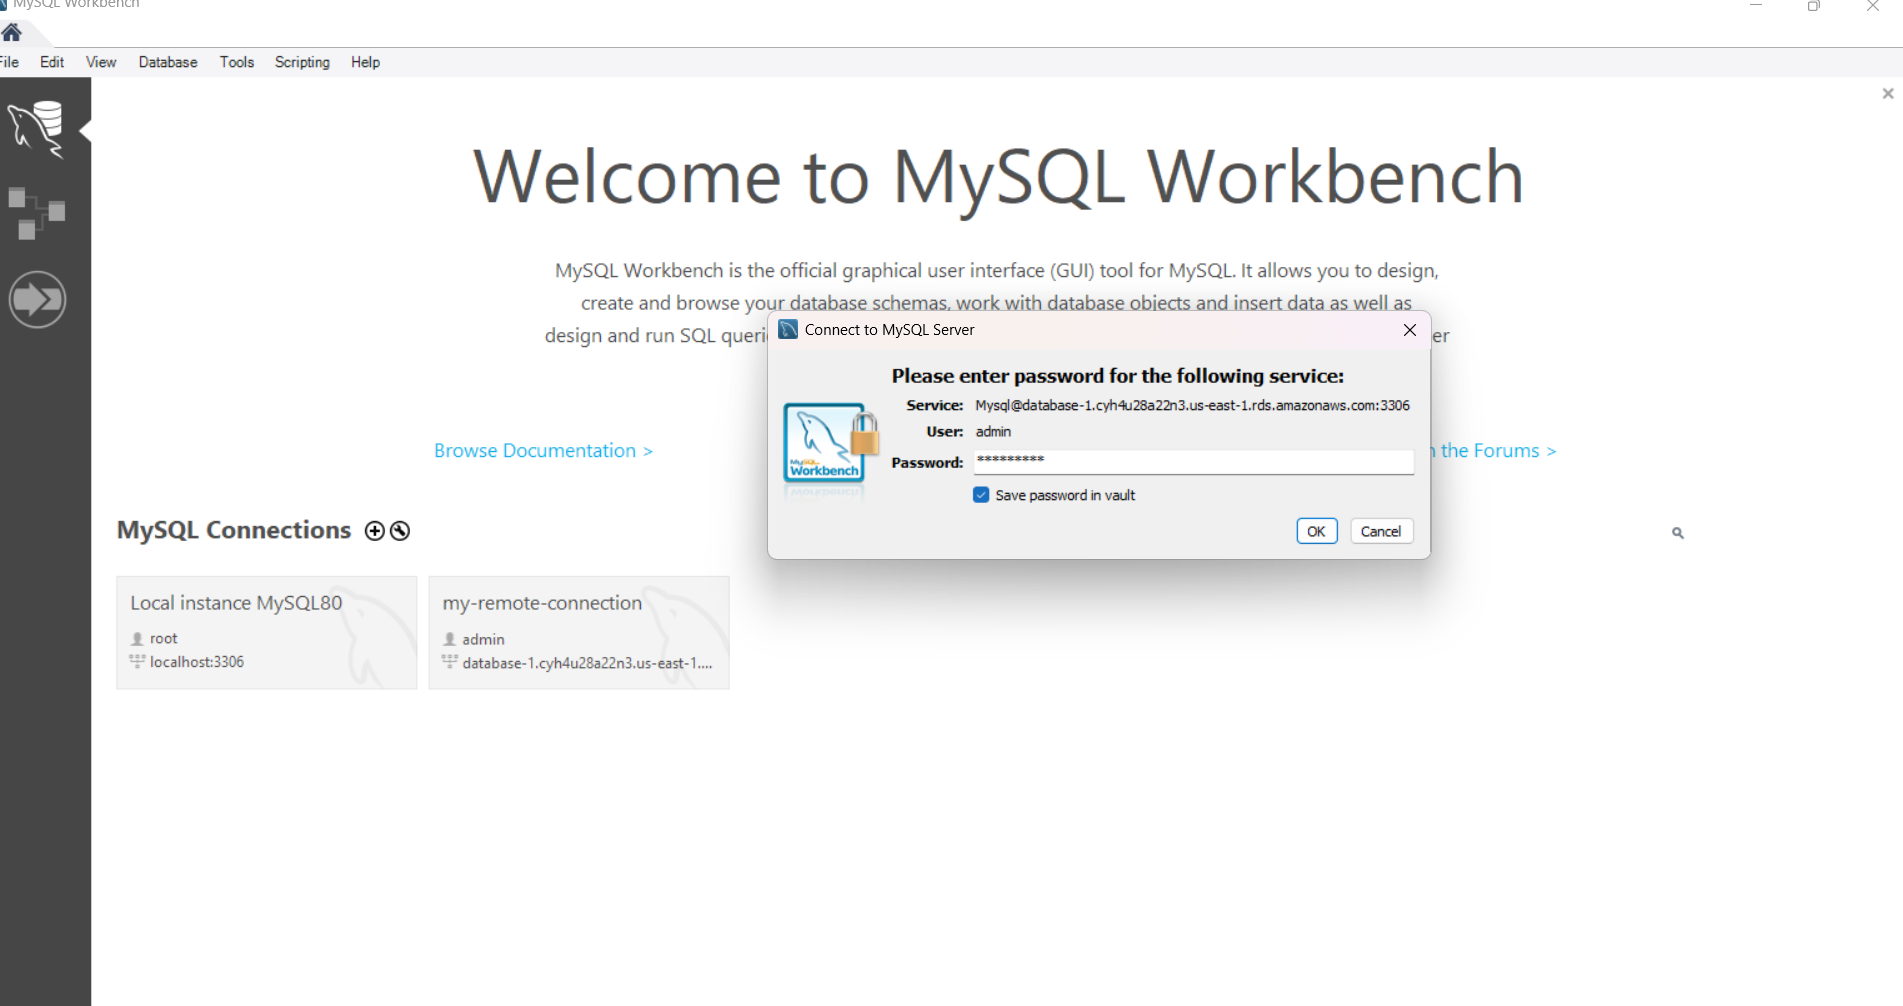 MySQL Workbench
File Edit View Database Tools Scripting Help
Welcome to MySQL Workbench
MySQL Workbench is the official graphical user interface (GUI) tool for MySQL. It allows you to design,
create and browse your database schemas, work with database objects and insert data as well as
design and run SQL queri
er
Connect to MySQL Server
Please enter password for the following service:
Service: Mysql@database-1.cyh4u28a22n3.us-east-1.rds.amazonaws.com:3306
User: admin
Password: *********
Save password in vault
OK Cancel
MySQL
Workbench
Browse Documentation >
the Forums >
MySQL Connections
Local instance MySQL80
root
localhost:3306
my-remote-connection
admin
database-1.cyh4u28a22n3.us-east-1....